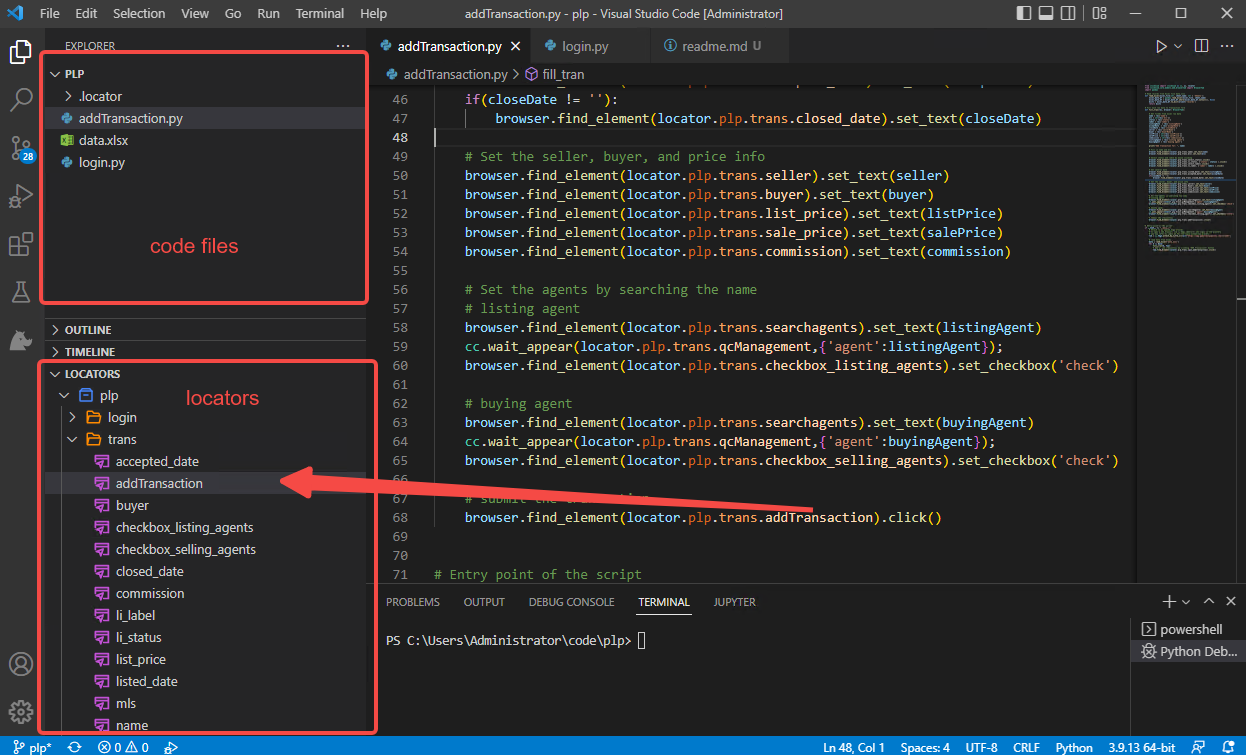 File Edit Selection View Go Run Terminal Help addTransaction.py - plp - Visual Studio Code [Administrator]
EXPLORER ···
addTransaction.py login.py readme.md U
addTransaction.py > fill_tran
PLP
.locator
addTransaction.py
data.xlsx
login.py
28
code files
OUTLINE
TIMELINE
LOCATORS
locators
plp
login
trans
accepted_date
addTransaction
buyer
checkbox_listing_agents
checkbox_selling_agents
closed_date
commission
li_label
li_status
list_price
listed_date
mls
name
46 if(closeDate != ''):
47 browser.find_element(locator.plp.trans.closed_date).set_text(closeDate)
48
49 # Set the seller, buyer, and price info
50 browser.find_element(locator.plp.trans.seller).set_text(seller)
51 browser.find_element(locator.plp.trans.buyer).set_text(buyer)
52 browser.find_element(locator.plp.trans.list_price).set_text(listPrice)
53 browser.find_element(locator.plp.trans.sale_price).set_text(salePrice)
54 browser.find_element(locator.plp.trans.commission).set_text(commission)
55
56 # Set the agents by searching the name
57 # listing agent
58 browser.find_element(locator.plp.trans.searchagents).set_text(listingAgent)
59 cc.wait_appear(locator.plp.trans.qcManagement,{'agent':listingAgent});
60 browser.find_element(locator.plp.trans.checkbox_listing_agents).set_checkbox('check')
61
62 # buying agent
63 browser.find_element(locator.plp.trans.searchagents).set_text(buyingAgent)
64 cc.wait_appear(locator.plp.trans.qcManagement,{'agent':buyingAgent});
65 browser.find_element(locator.plp.trans.checkbox_selling_agents).set_checkbox('check')
66
67 # submit the
68 browser.find_element(locator.plp.trans.addTransaction).click()
69
70
71 # Entry point of the script
PROBLEMS OUTPUT DEBUG CONSOLE TERMINAL JUPYTER
PS C:\Users\Administrator\code\plp>
powershell
Python Deb...
plp* 0 0 Ln 48, Col 1 Spaces: 4 UTF-8 CRLF Python 3.9.13 64-bit